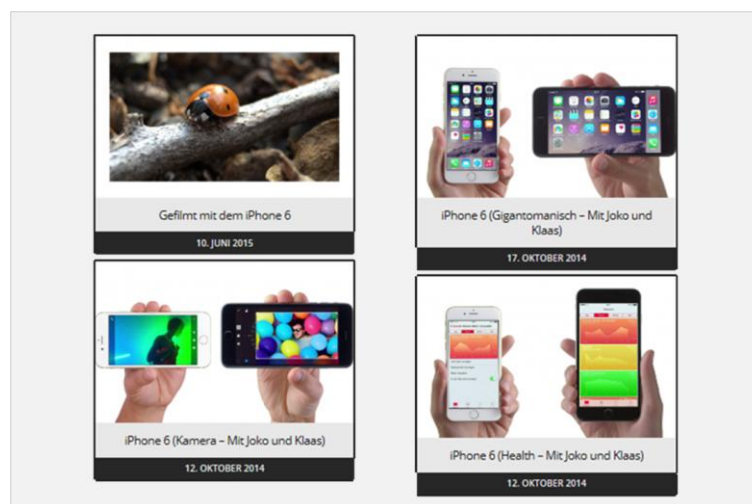 Gefilmt mit dem iPhone 6
10. JUNI 2015
iPhone 6 (Gigantomanisch – Mit Joko und
Klaas)
17. OKTOBER 2014
iPhone 6 (Kamera – Mit Joko und Klaas)
12. OKTOBER 2014
iPhone 6 (Health – Mit Joko und Klaas)
12. OKTOBER 2014